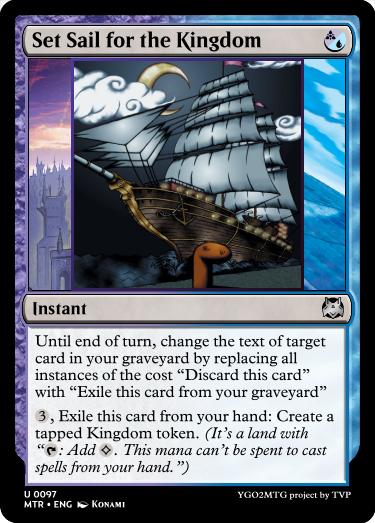 Set Sail for the Kingdom
Instant
Until end of turn, change the text of target
card in your graveyard by replacing all
instances of the cost “Discard this card”
with “Exile this card from your graveyard”
3, Exile this card from your hand: Create a
tapped Kingdom token. (It's a land with
“: Add . This mana can't be spent to cast
spells from your hand.”)
U 0097
MTR • ENG Konami
YGO2MTG project by TVP